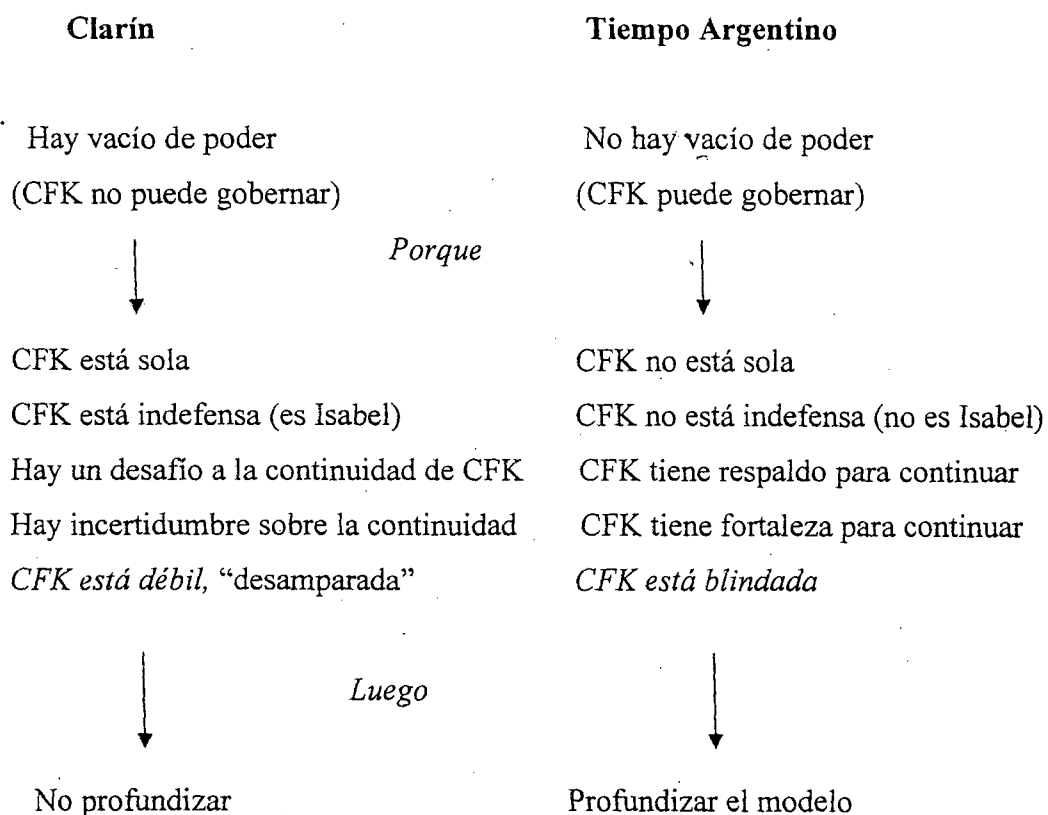 Clarín Tiempo Argentino
Hay vacío de poder No hay vacío de poder
(CFK no puede gobernar) (CFK puede gobernar)
Porque
CFK está sola CFK no está sola
CFK está indefensa (es Isabel) CFK no está indefensa (no es Isabel)
Hay un desafío a la continuidad de CFK CFK tiene respaldo para continuar
Hay incertidumbre sobre la continuidad CFK tiene fortaleza para continuar
CFK está débil, “desamparada” CFK está blindada
Luego
No profundizar Profundizar el modelo